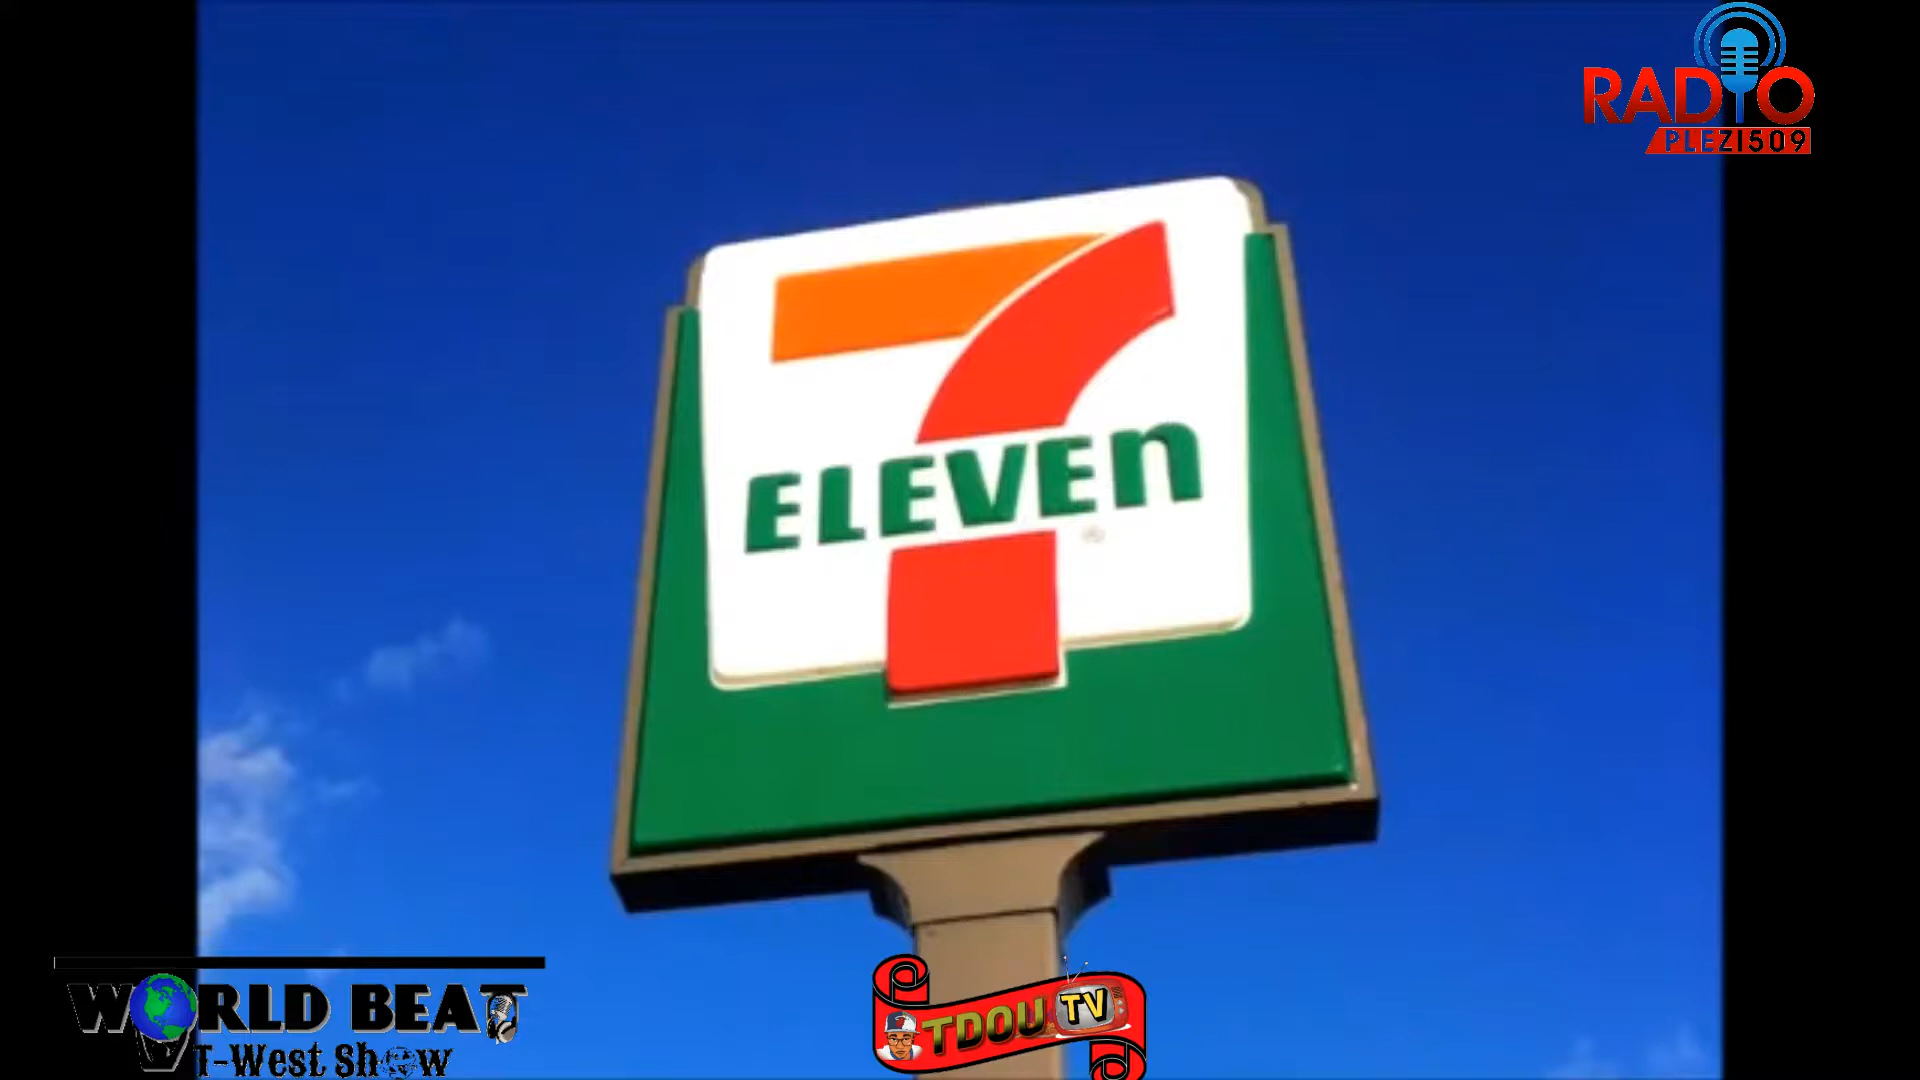 RADIO
PLEZI509
7
ELEVEn
®
WORLD BEAT
T-West Show
TDOU TV